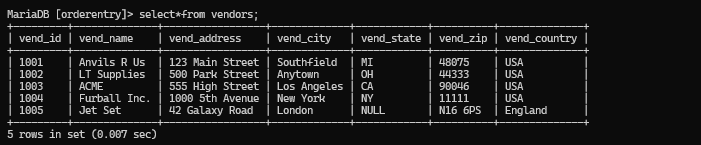 MariaDB [orderentry]> select*from vendors;
+---------+--------------+-----------------+-------------+------------+----------+--------------+
| vend_id | vend_name | vend_address | vend_city | vend_state | vend_zip | vend_country |
+---------+--------------+-----------------+-------------+------------+----------+--------------+
| 1001 | Anvils R Us | 123 Main Street | Southfield | MI | 48075 | USA |
| 1002 | LT Supplies | 500 Park Street | Anytown | OH | 44333 | USA |
| 1003 | ACME | 555 High Street | Los Angeles | CA | 90046 | USA |
| 1004 | Furball Inc. | 1000 5th Avenue | New York | NY | 11111 | USA |
| 1005 | Jet Set | 42 Galaxy Road | London | NULL | N16 6PS | England |
+---------+--------------+-----------------+-------------+------------+----------+--------------+
5 rows in set (0.007 sec)